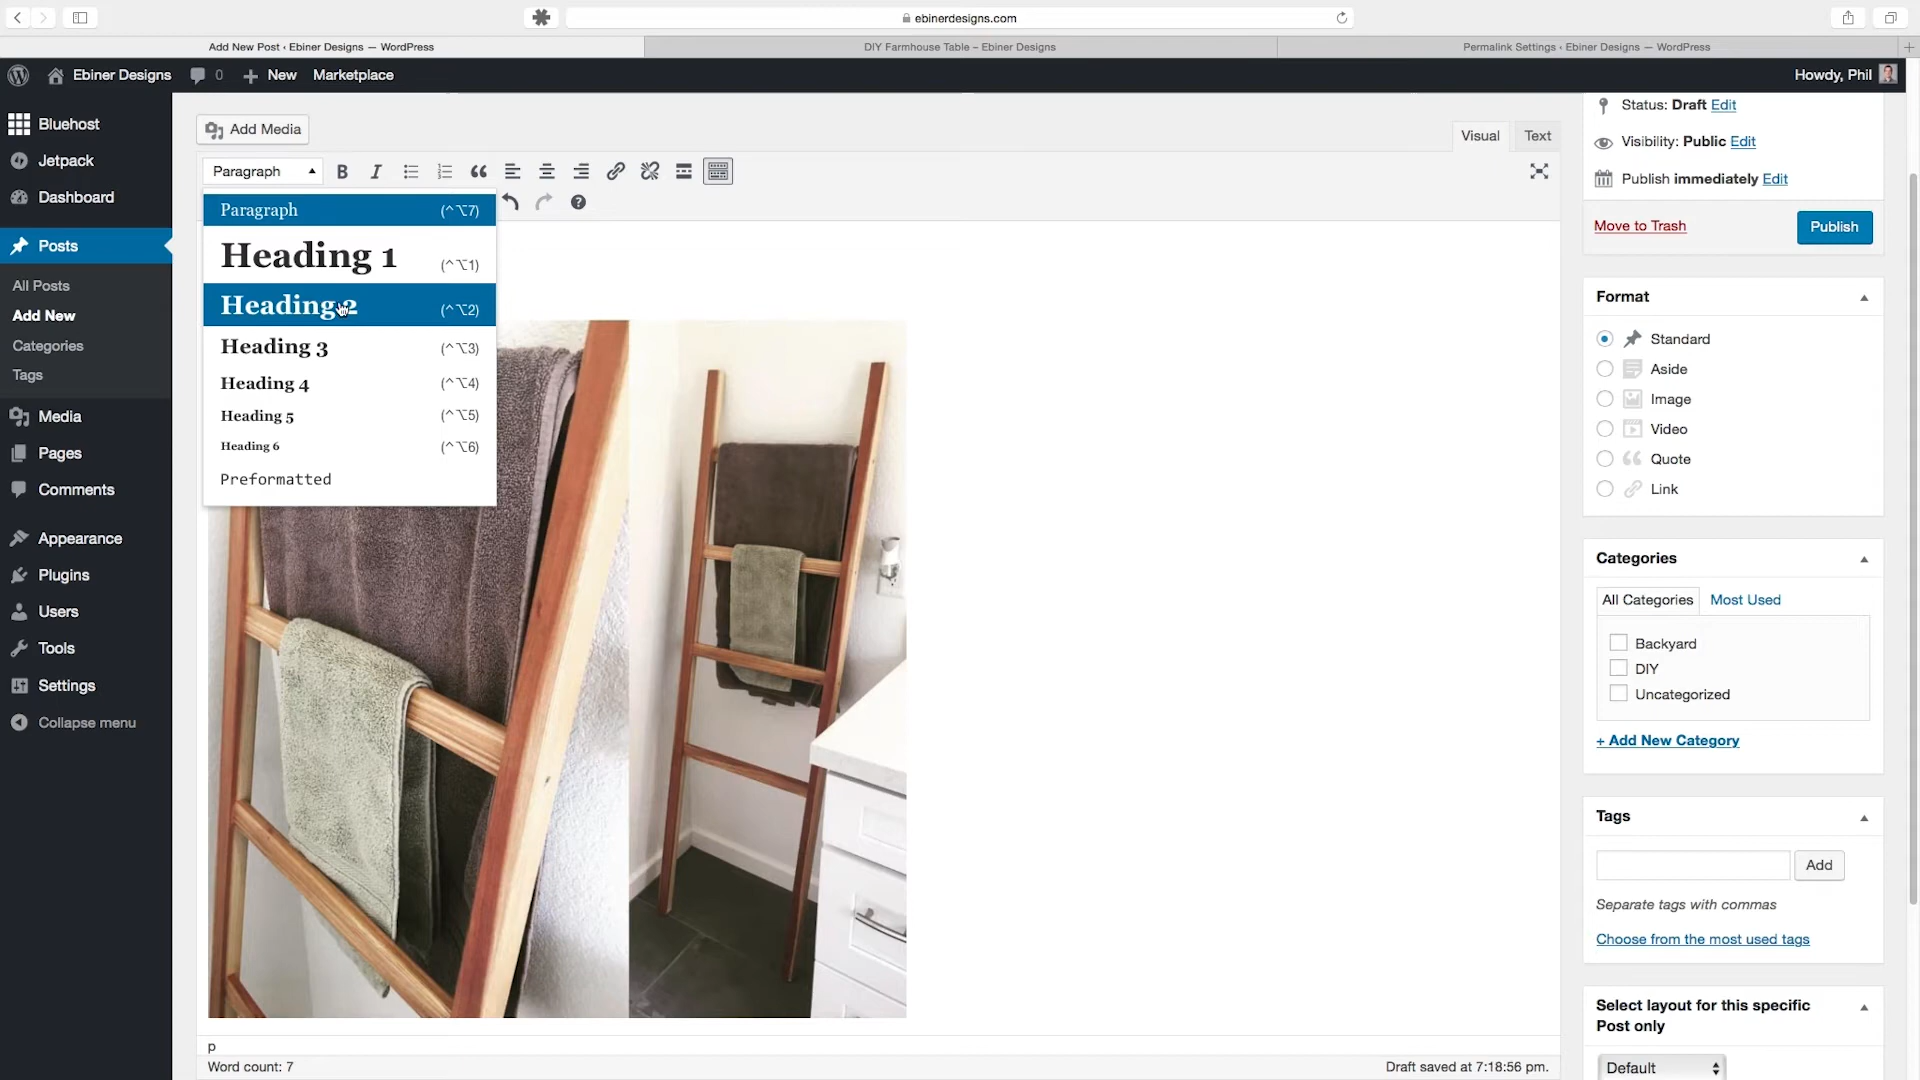 ebinerdesigns.com
Add New Post ‹ Ebiner Designs — WordPress
DIY Farmhouse Table – Ebiner Designs
Permalink Settings ‹ Ebiner Designs — WordPress
Ebiner Designs
0
New
Marketplace
Howdy, Phil
Bluehost
Jetpack
Dashboard
Posts
All Posts
Add New
Categories
Tags
Media
Pages
Comments
Appearance
Plugins
Users
Tools
Settings
Collapse menu
Add Media
Visual
Text
Paragraph
Paragraph (^⌥7)
Heading 1 (^⌥1)
Heading 2 (^⌥2)
Heading 3 (^⌥3)
Heading 4 (^⌥4)
Heading 5 (^⌥5)
Heading 6 (^⌥6)
Preformatted
p
Word count: 7
Draft saved at 7:18:56 pm.
Status: Draft Edit
Visibility: Public Edit
Publish immediately Edit
Move to Trash
Publish
Format
Standard
Aside
Image
Video
Quote
Link
Categories
All Categories
Most Used
Backyard
DIY
Uncategorized
+ Add New Category
Tags
Add
Separate tags with commas
Choose from the most used tags
Select layout for this specific
Post only
Default